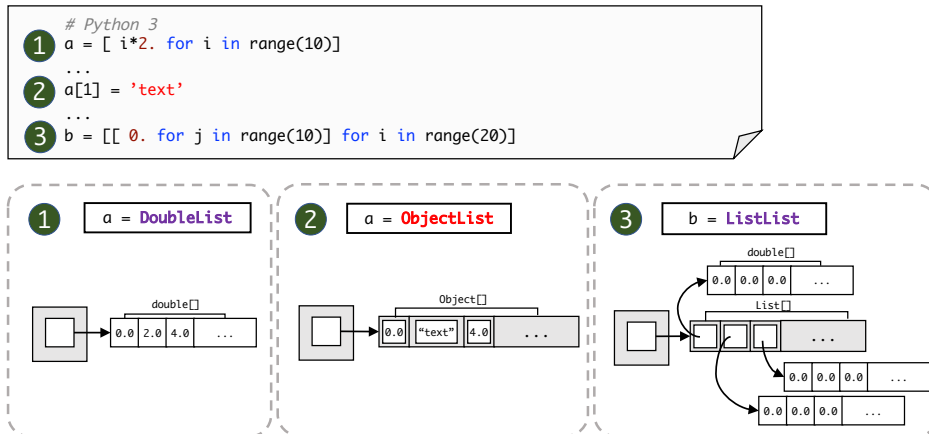 # Python 3
1 a = [ i*2. for i in range(10)]
...
2 a[1] = ’text’
...
3 b = [[ 0. for j in range(10)] for i in range(20)]
1 a = DoubleList
double[]
0.0 2.0 4.0 ...
2 a = ObjectList
Object[]
0.0 “text” 4.0 ...
3 b = ListList
double[]
0.0 0.0 0.0 ...
List[]
...
0.0 0.0 0.0 ...
0.0 0.0 0.0 ...